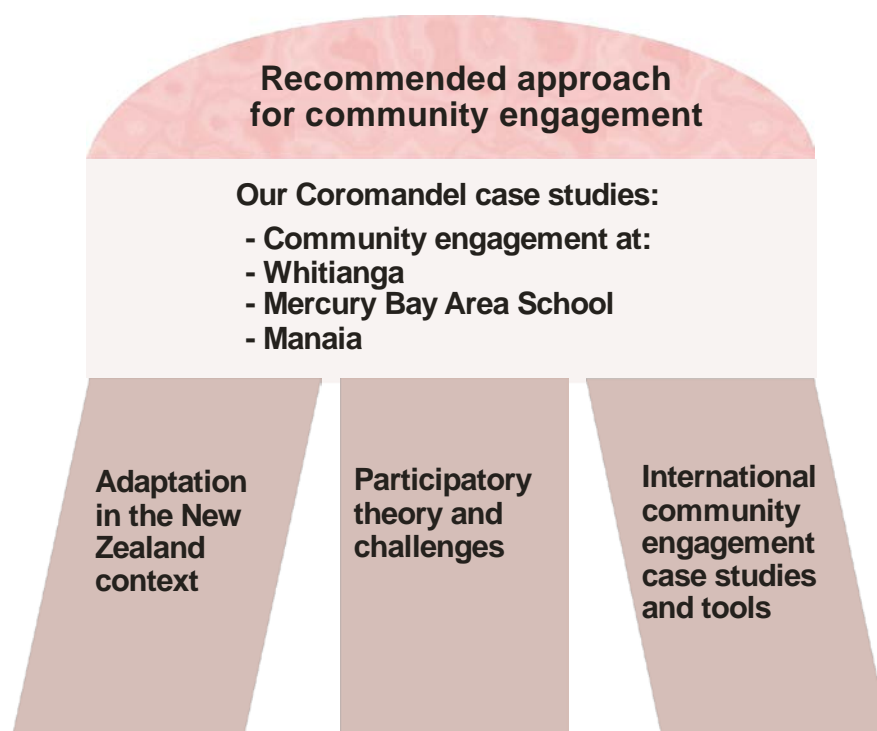 Recommended approach
for community engagement
Our Coromandel case studies:
- Community engagement at:
- Whitianga
- Mercury Bay Area School
- Manaia
Adaptation
in the New
Zealand
context
Participatory
theory and
challenges
International
community
engagement
case studies
and tools